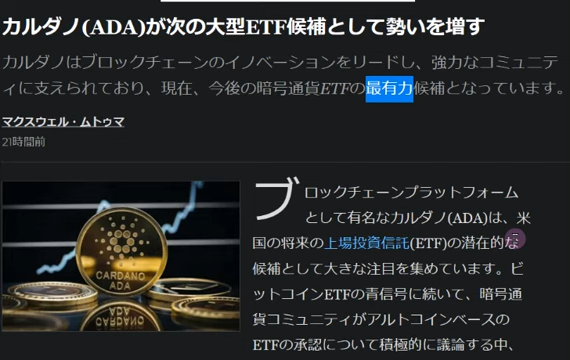 カルダノ(ADA)が次の大型ETF候補として勢いを増す
カルダノはブロックチェーンのイノベーションをリードし、強力なコミュニテ
ィに支えられており、現在、今後の暗号通貨ETFの最有力候補となっています。
マクスウェル・ムトゥマ
21時間前
ブロックチェーンプラットフォーム
として有名なカルダノ(ADA)は、米
国の将来の上場投資信託(ETF)の潜在的な
候補として大きな注目を集めています。ビ
ットコインETFの青信号に続いて、暗号通
貨コミュニティがアルトコインベースの
ETFの承認について積極的に議論する中、
CARDANO
ADA